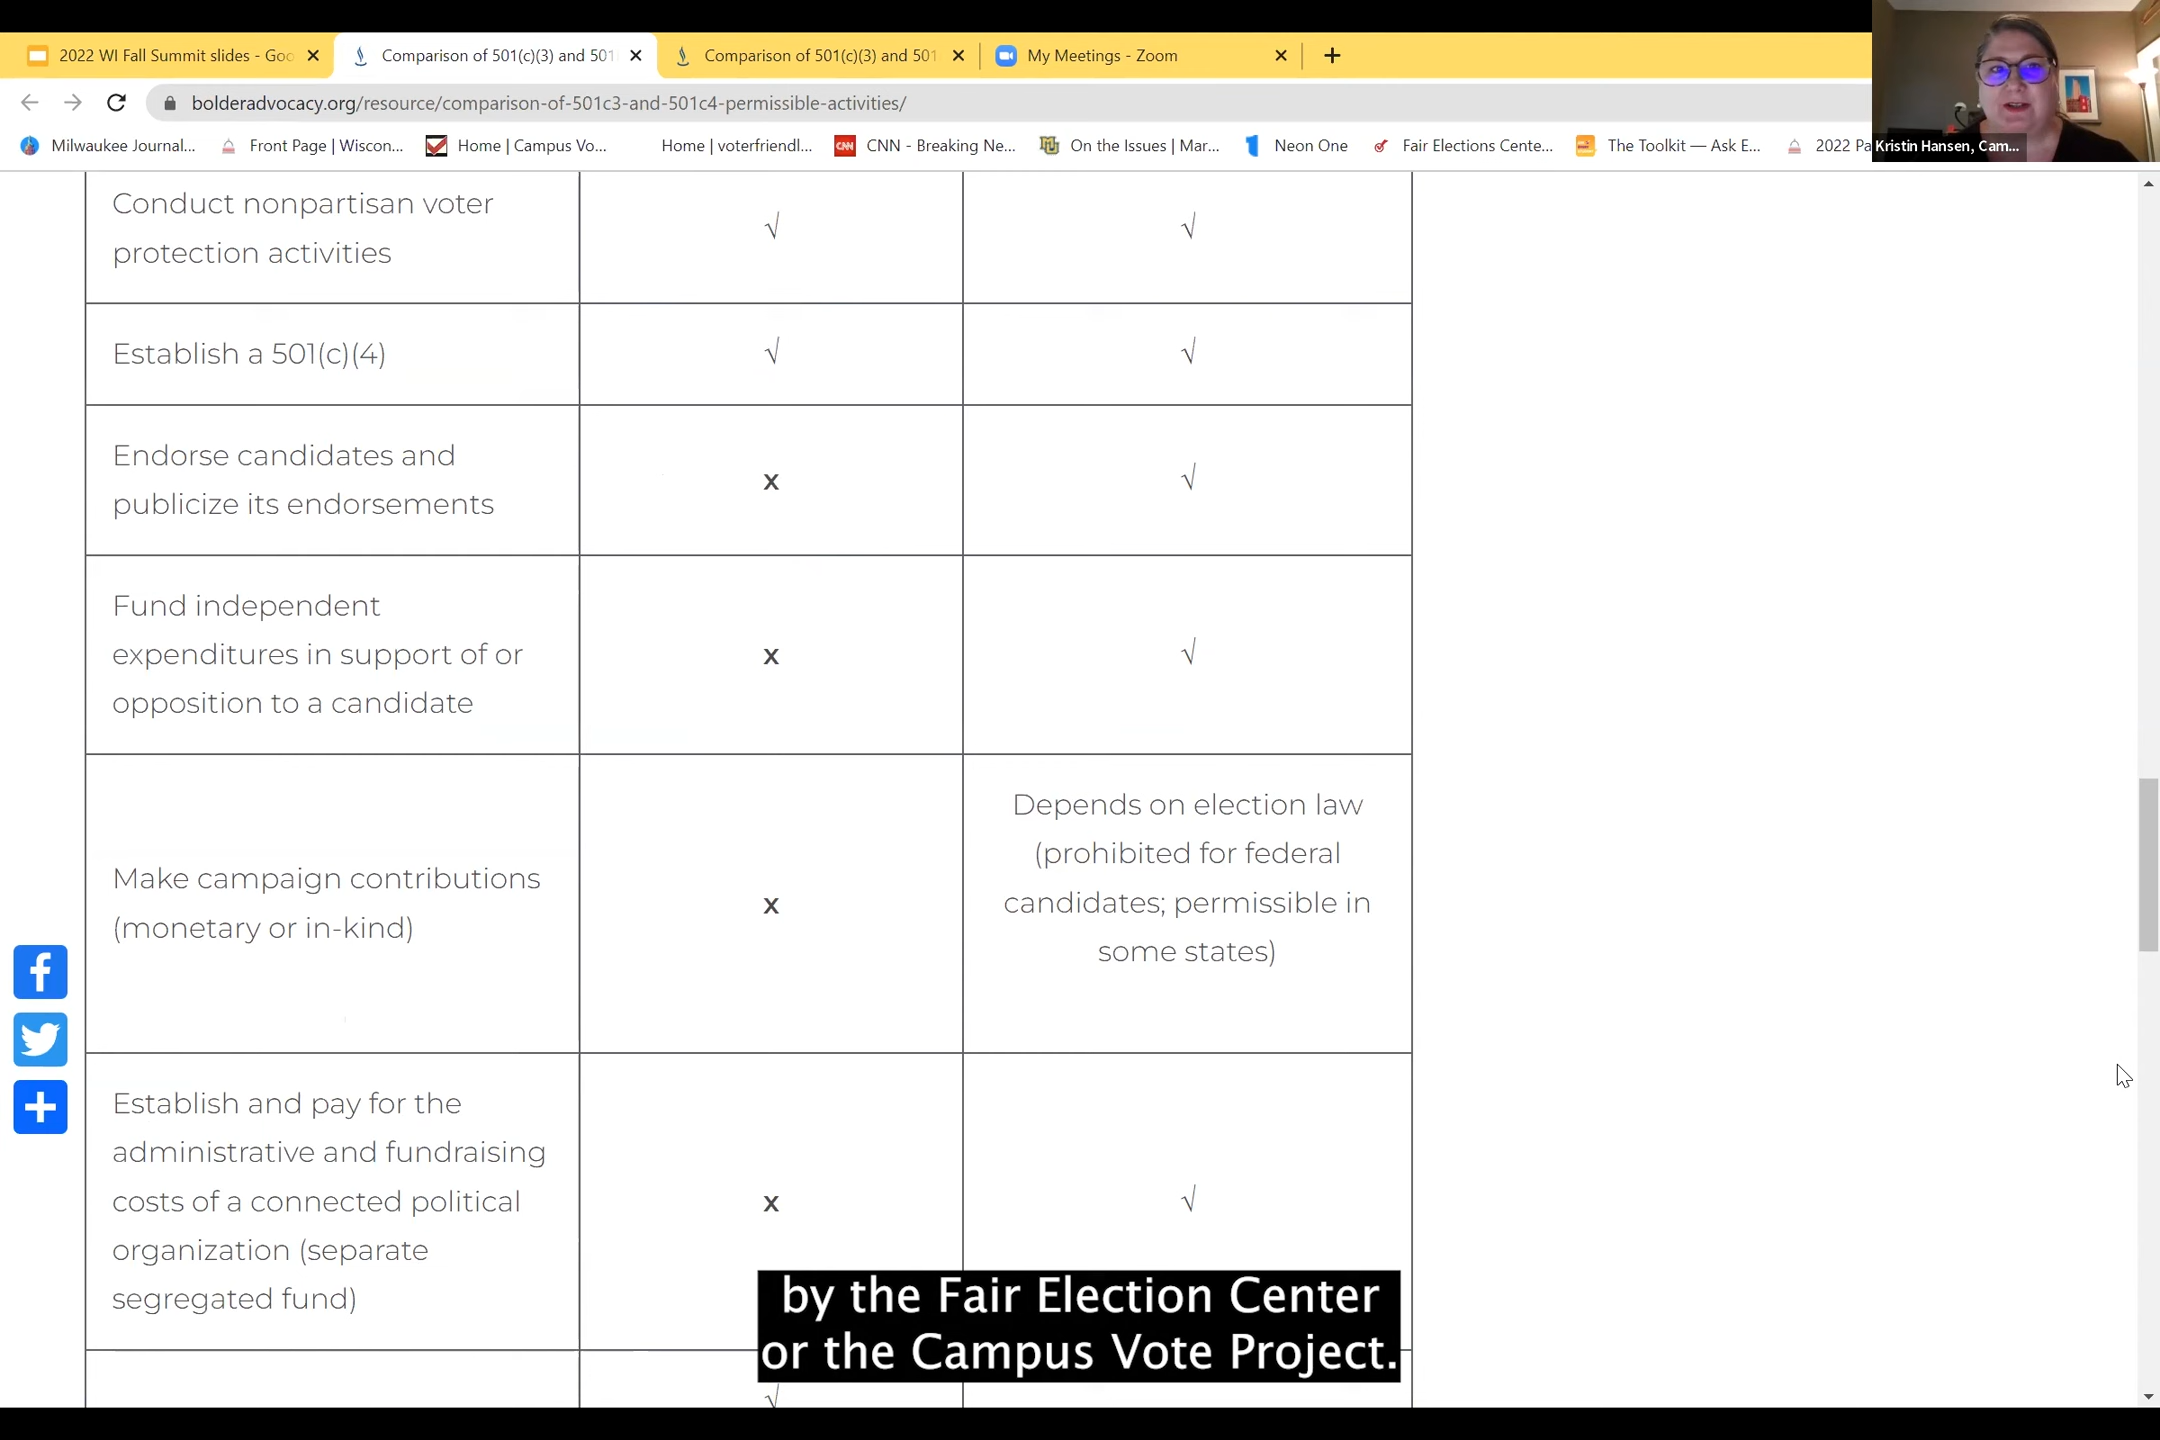 2022 WI Fall Summit slides - Goo
Comparison of 501(c)(3) and 501
Comparison of 501(c)(3) and 501
My Meetings - Zoom
bolderadvocacy.org/resource/comparison-of-501c3-and-501c4-permissible-activities/
Milwaukee Journal...
Front Page | Wiscon...
Home | Campus Vo...
Home | voterfriendl...
CNN - Breaking Ne...
On the Issues | Mar...
Neon One
Fair Elections Cente...
The Toolkit — Ask E...
2022 Pa
Kristin Hansen, Cam...
Conduct nonpartisan voter
protection activities
√ √
Establish a 501(c)(4)
√ √
Endorse candidates and
publicize its endorsements
x √
Fund independent
expenditures in support of or
opposition to a candidate
x √
Make campaign contributions
(monetary or in-kind)
x
Depends on election law
(prohibited for federal
candidates; permissible in
some states)
Establish and pay for the
administrative and fundraising
costs of a connected political
organization (separate
segregated fund)
x √
by the Fair Election Center
or the Campus Vote Project.
√